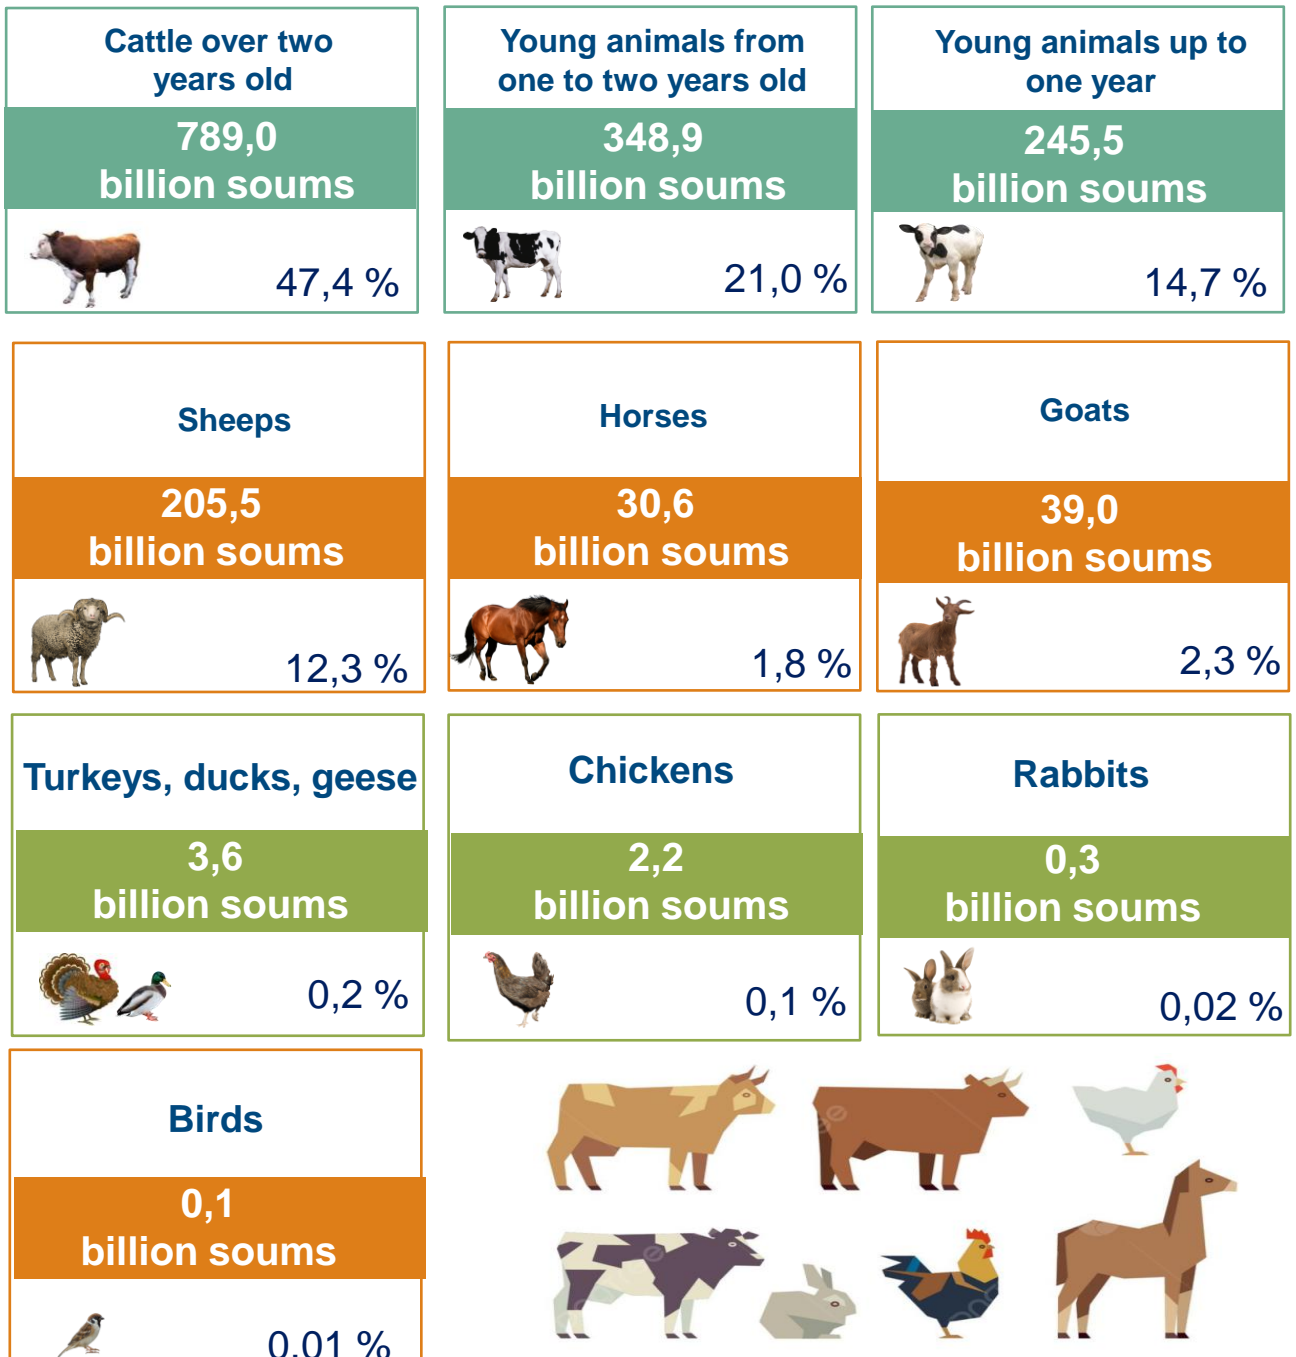 Cattle over two
years old
789,0
billion soums
47,4 %
Young animals from
one to two years old
348,9
billion soums
21,0 %
Young animals up to
one year
245,5
billion soums
14,7 %
Sheeps
205,5
billion soums
12,3 %
Horses
30,6
billion soums
1,8 %
Goats
39,0
billion soums
2,3 %
Turkeys, ducks, geese
3,6
billion soums
0,2 %
Chickens
2,2
billion soums
0,1 %
Rabbits
0,3
billion soums
0,02 %
Birds
0,1
billion soums
0,01 %